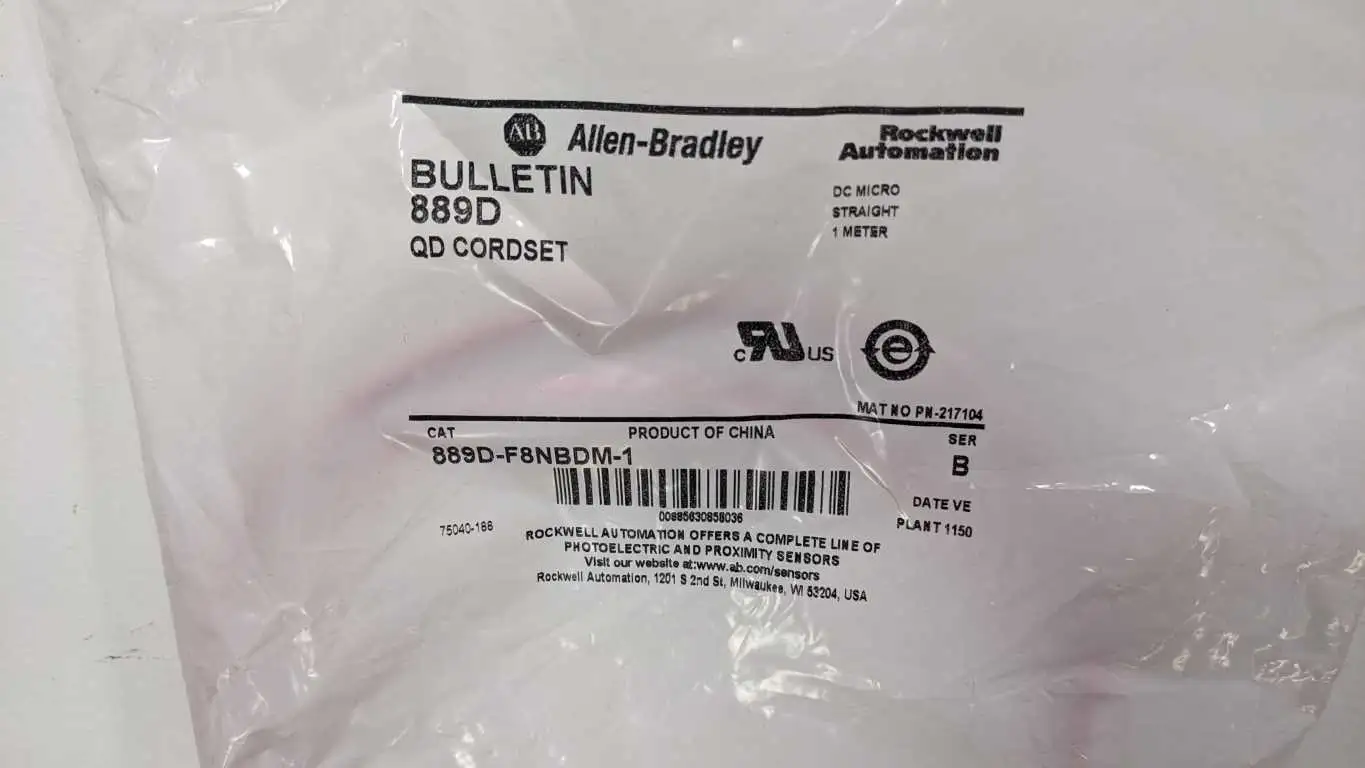 AB Allen-Bradley
Rockwell
Automation
BULLETIN
889D
QD CORDSET
DC MICRO
STRAIGHT
1 METER
c UL US
e
MAT NO PN-217104
CAT
PRODUCT OF CHINA
SER
889D-F8NBDM-1
B
00885630858036
DATE VE
PLANT 1150
75040-186
ROCKWELL AUTOMATION OFFERS A COMPLETE LINE OF
PHOTOELECTRIC AND PROXIMITY SENSORS
Visit our website at:www.ab.com/sensors
Rockwell Automation, 1201 S 2nd St, Milwaukee, WI 53204, USA